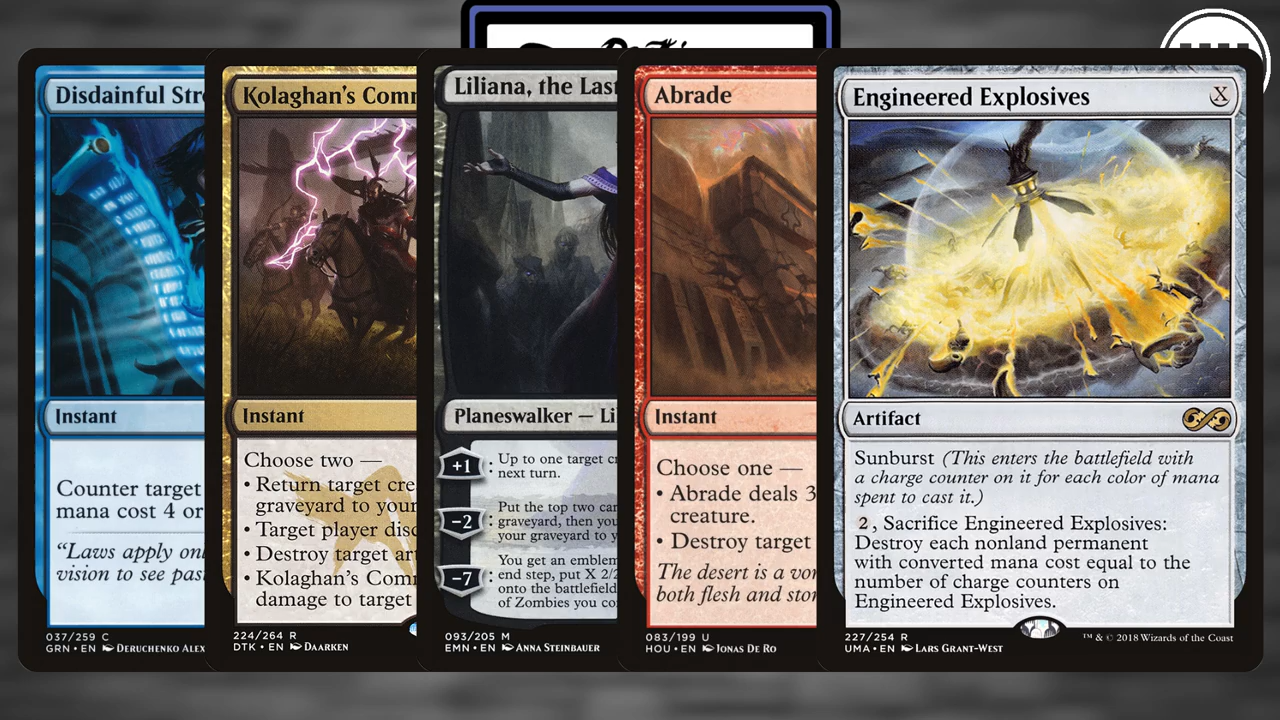 Disdainful Str
Instant
Counter target
mana cost 4 or
“Laws apply onl
vision to see pas
037/259 C
GRN • EN DERUCHENKO ALEX
Kolaghan's Comm
Instant
Choose two —
• Return target cre
graveyard to your
• Target player disc
• Destroy target art
• Kolaghan's Comm
damage to target
224/264 R
DTK • EN DAARKEN
Liliana, the Last
Planeswalker — Li
+1 : Up to one target cr
next turn.
-2 : Put the top two car
graveyard, then you
your graveyard to y
-7 : You get an emblem
end step, put X 2/2
onto the battlefield
of Zombies you co
093/205 M
EMN • EN ANNA STEINBAUER
Abrade
Instant
Choose one —
• Abrade deals 3
creature.
• Destroy target
The desert is a vor
both flesh and ston
083/199 U
HOU • EN JONAS DE RO
Engineered Explosives X
Artifact
Sunburst (This enters the battlefield with
a charge counter on it for each color of mana
spent to cast it.)
2, Sacrifice Engineered Explosives:
Destroy each nonland permanent
with converted mana cost equal to the
number of charge counters on
Engineered Explosives.
227/254 R
UMA • EN LARS GRANT-WEST
™ & © 2018 Wizards of the Coast